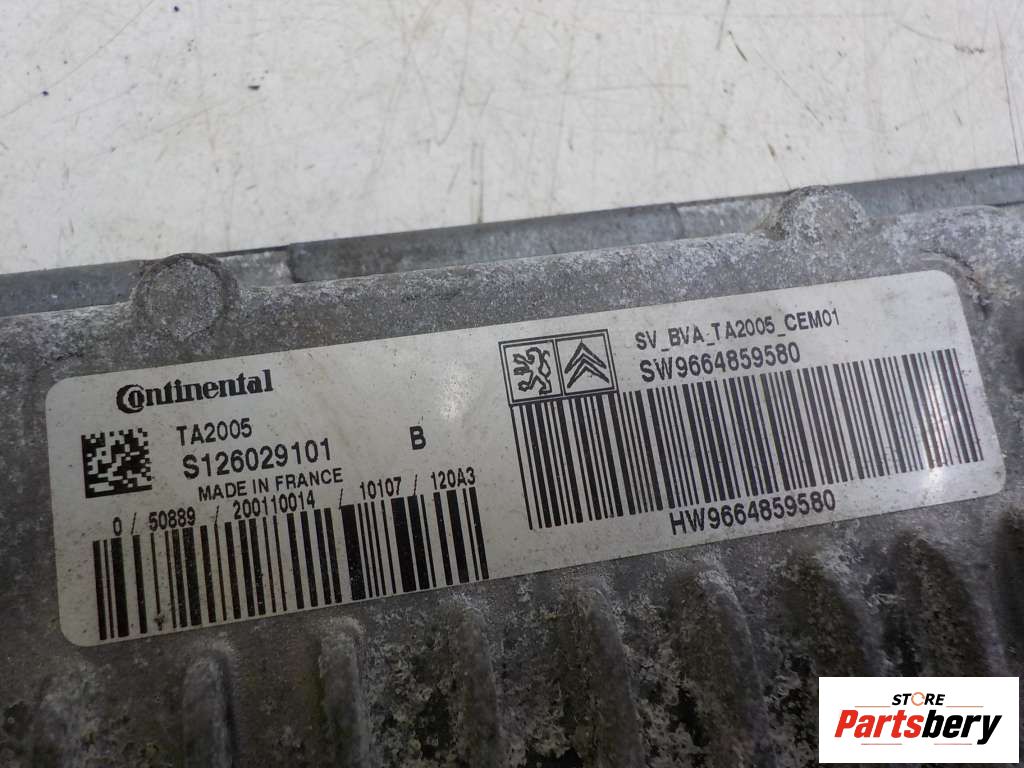 Continental
TA2005
S126029101
B
MADE IN FRANCE
0 / 50889 / 200110014 / 10107 / 120A3
SV_BVA_TA2005_CEM01
SW9664859580
HW9664859580
STORE
Partsbery